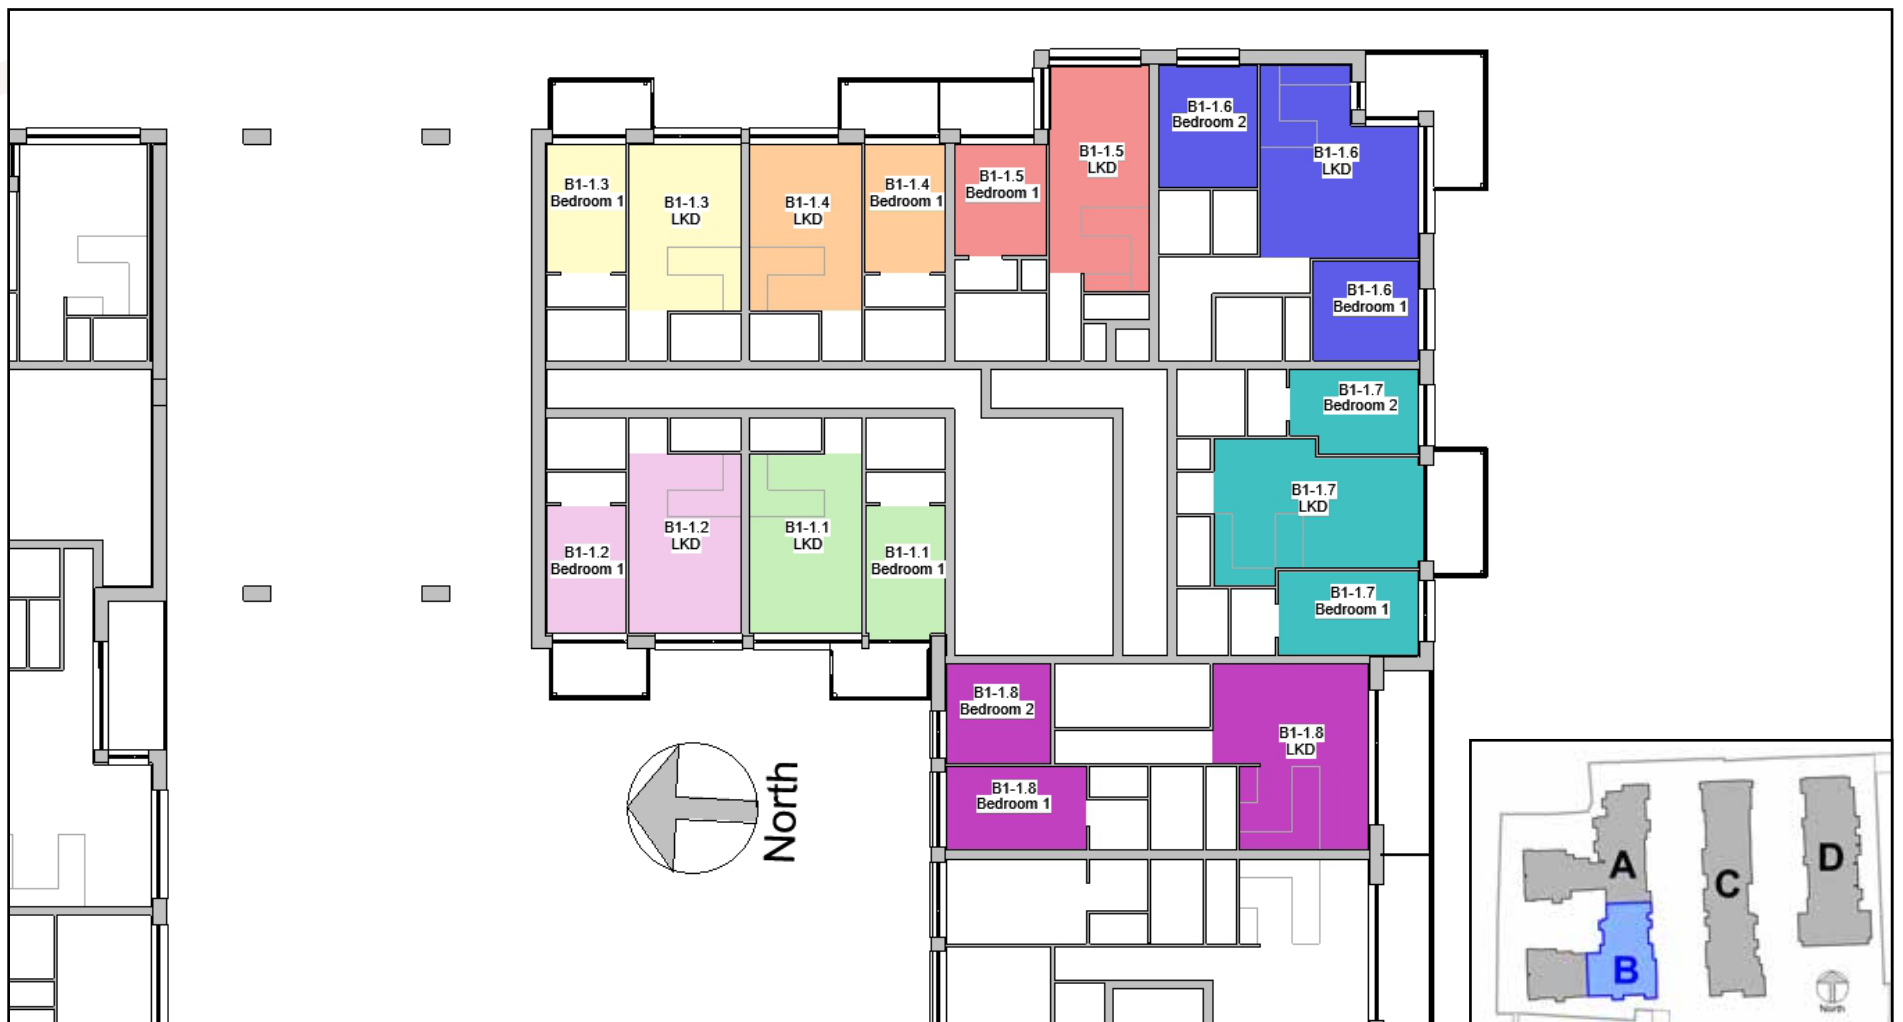 B1-1.6
Bedroom 2
B1-1.5
LKD
B1-1.6
LKD
B1-1.3
Bedroom 1
B1-1.3
LKD
B1-1.4
LKD
B1-1.4
Bedroom 1
B1-1.5
Bedroom 1
B1-1.6
Bedroom 1
B1-1.7
Bedroom 2
B1-1.7
LKD
B1-1.2
Bedroom 1
B1-1.2
LKD
B1-1.1
LKD
B1-1.1
Bedroom 1
B1-1.7
Bedroom 1
B1-1.8
Bedroom 2
B1-1.8
LKD
B1-1.8
Bedroom 1
North
A
B
C
D
North